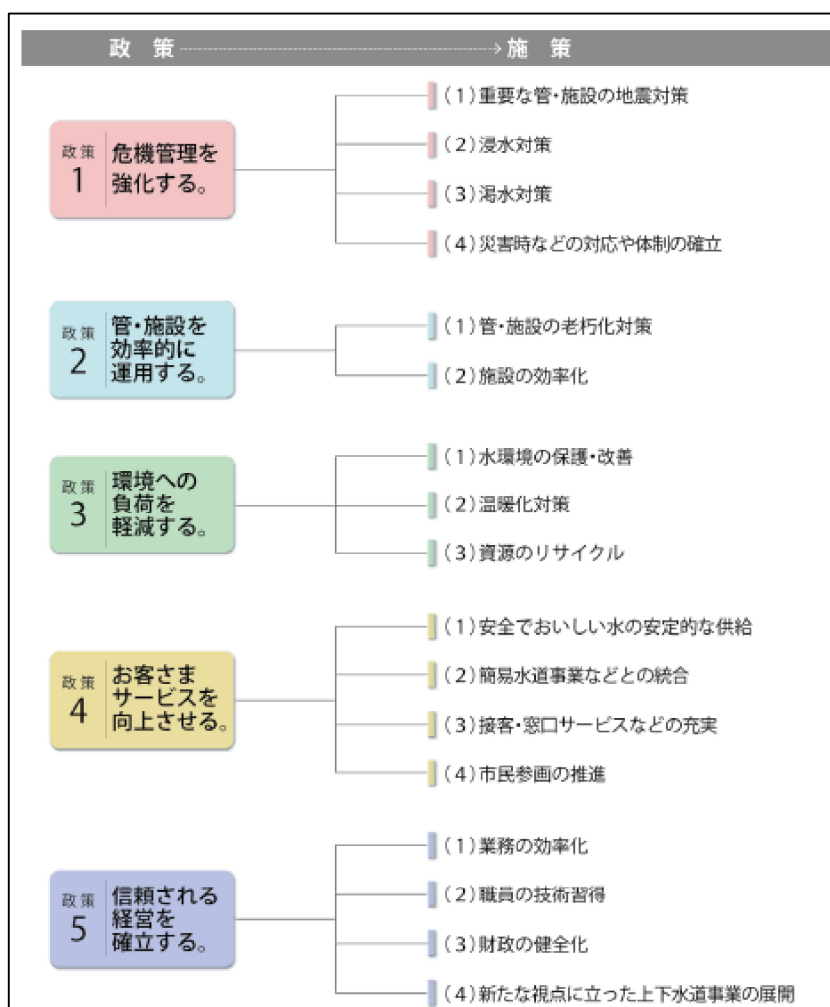 政 策 施 策
政策 1 危機管理を
強化する。
(1)重要な管・施設の地震対策
(2)浸水対策
(3)渇水対策
(4)災害時などの対応や体制の確立
政策 2 管・施設を
効率的に
運用する。
(1)管・施設の老朽化対策
(2)施設の効率化
政策 3 環境への
負荷を
軽減する。
(1)水環境の保護・改善
(2)温暖化対策
(3)資源のリサイクル
政策 4 お客さま
サービスを
向上させる。
(1)安全でおいしい水の安定的な供給
(2)簡易水道事業などとの統合
(3)接客・窓口サービスなどの充実
(4)市民参画の推進
政策 5 信頼される
経営を
確立する。
(1)業務の効率化
(2)職員の技術習得
(3)財政の健全化
(4)新たな視点に立った上下水道事業の展開